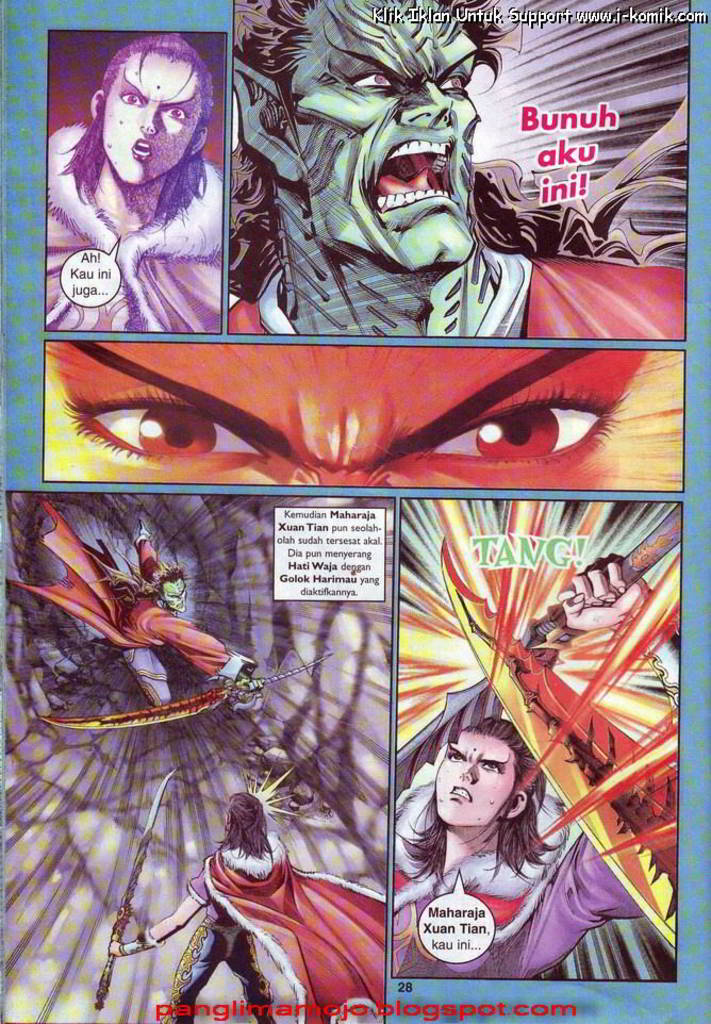 Klik Iklan Untuk Support www.i-komik.com
Ah!
Kau ini
juga...
Bunuh
aku
ini!
Kemudian Maharaja
Xuan Tian pun seolah-
olah sudah tersesat akal.
Dia pun menyerang
Hati Waja dengan
Golok Harimau yang
diaktifkannya.
TANG!
Maharaja
Xuan Tian,
kau ini...
28
panglimamojo.blogspot.com